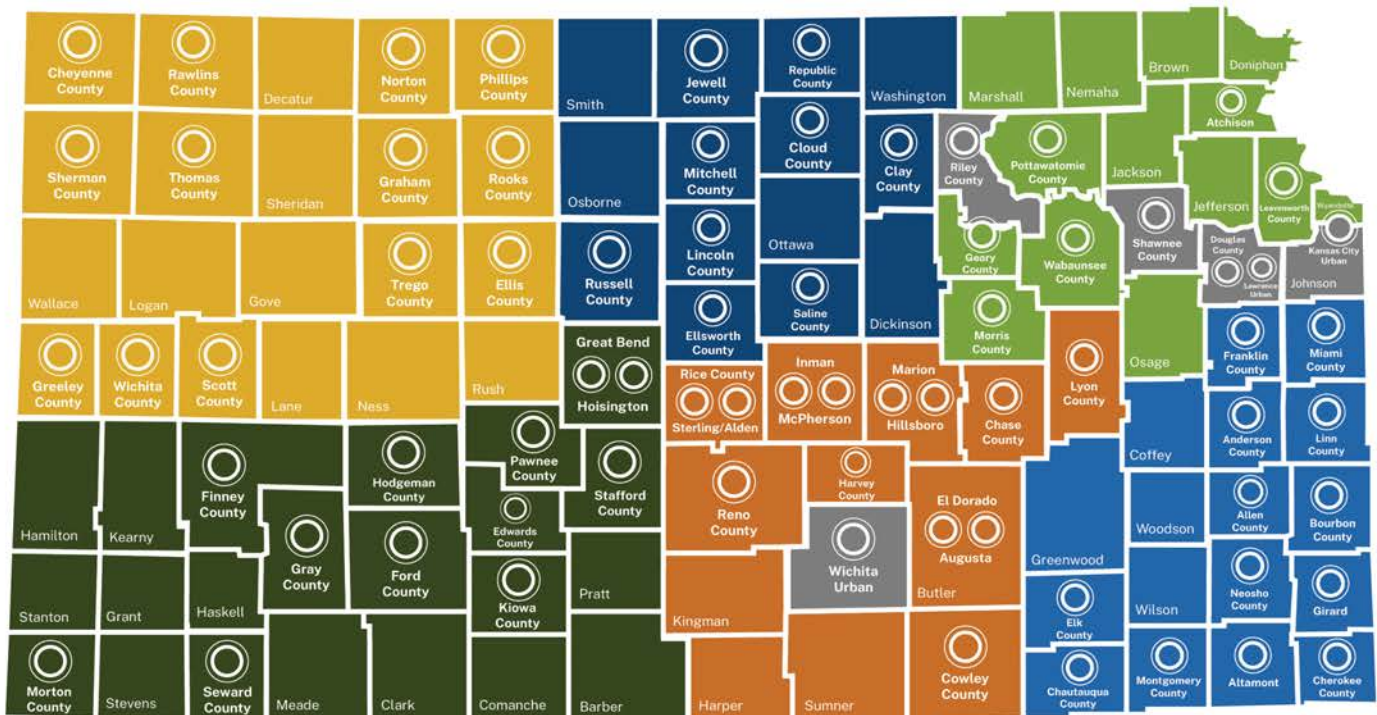 Cheyenne
County
Rawlins
County
Decatur
Norton
County
Phillips
County
Smith
Jewell
County
Republic
County
Washington
Marshall
Nemaha
Brown
Doniphan
Sherman
County
Thomas
County
Sheridan
Graham
County
Rooks
County
Osborne
Mitchell
County
Cloud
County
Clay
County
Riley
County
Pottawatomie
County
Jackson
Atchison
Jefferson
Leavenworth
County
Wyandotte
Wallace
Logan
Gove
Trego
County
Ellis
County
Russell
County
Lincoln
County
Ottawa
Saline
County
Dickinson
Geary
County
Wabaunsee
County
Shawnee
County
Douglas
County
Lawrence
Urban
Kansas City
Urban
Johnson
Greeley
County
Wichita
County
Scott
County
Lane
Ness
Rush
Great Bend
Hoisington
Ellsworth
County
Rice County
Sterling/Alden
Inman
McPherson
Marion
Hillsboro
Morris
County
Chase
County
Lyon
County
Osage
Franklin
County
Miami
County
Hamilton
Kearny
Finney
County
Hodgeman
County
Pawnee
County
Edwards
County
Stafford
County
Reno
County
Harvey
County
El Dorado
Augusta
Butler
Greenwood
Coffey
Woodson
Anderson
County
Linn
County
Allen
County
Bourbon
County
Stanton
Grant
Haskell
Gray
County
Ford
County
Kiowa
County
Pratt
Kingman
Wichita
Urban
Elk
County
Wilson
Neosho
County
Girard
Morton
County
Stevens
Seward
County
Meade
Clark
Comanche
Barber
Harper
Sumner
Cowley
County
Chautauqua
County
Montgomery
County
Altamont
Cherokee
County